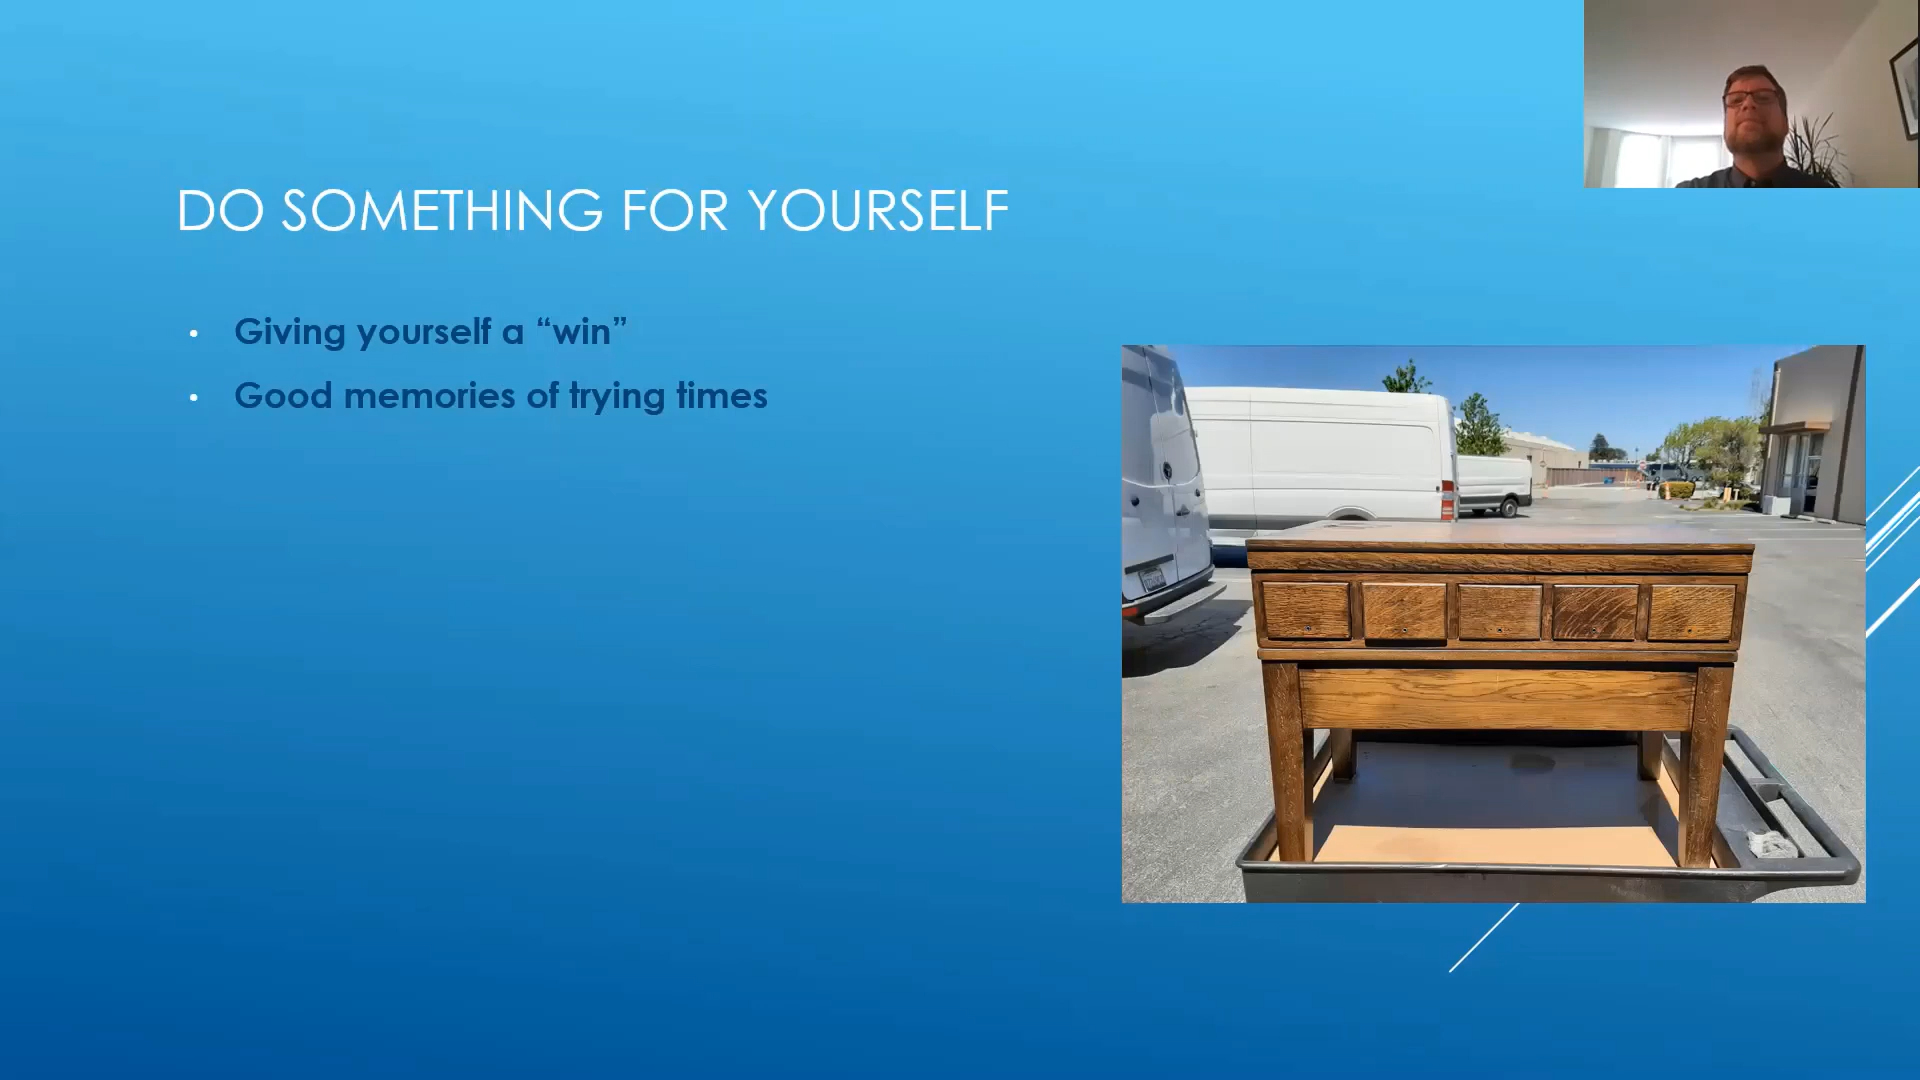 DO SOMETHING FOR YOURSELF
• Giving yourself a “win”
• Good memories of trying times